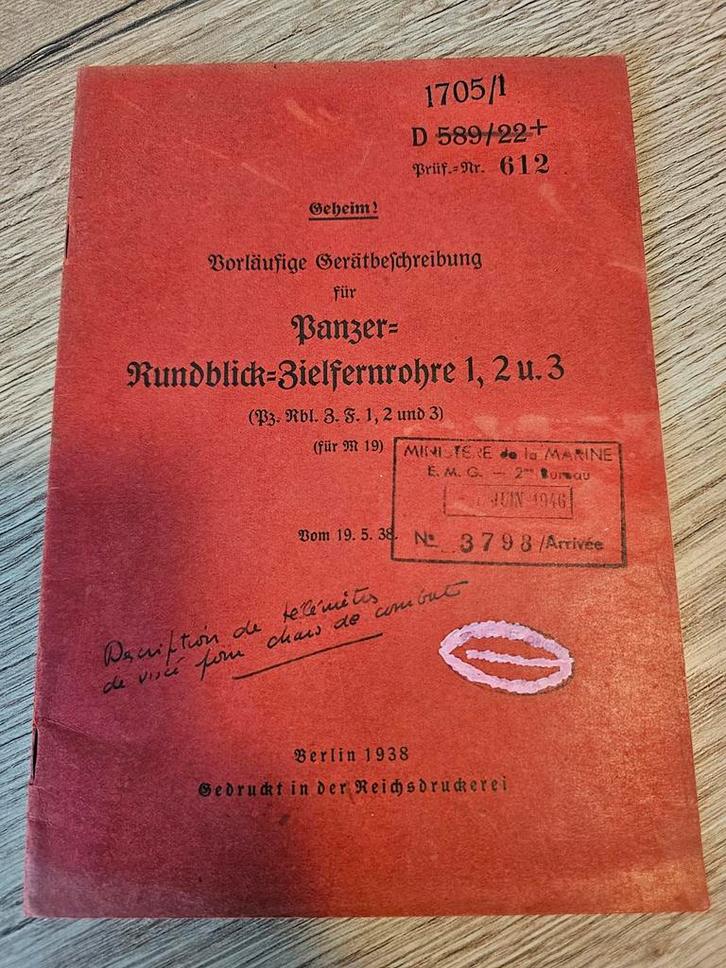 1705/1
D 589/22+
Prüf.=Nr. 612
Geheim!
Vorläufige Gerätbeschreibung
für
Panzer=
Rundblick=Zielfernrohre 1, 2 u. 3
(Pz. Rbl. Z. F. 1, 2 und 3)
(für M 19)
MINISTERE de la MARINE
E. M. G. — 2me Bureau
JUIN 1946
No 3798/Arrivée
Vom 19. 5. 38.
Description de télémètres
de visé pour chars de combat
Berlin 1938
Gedruckt in der Reichsdruckerei